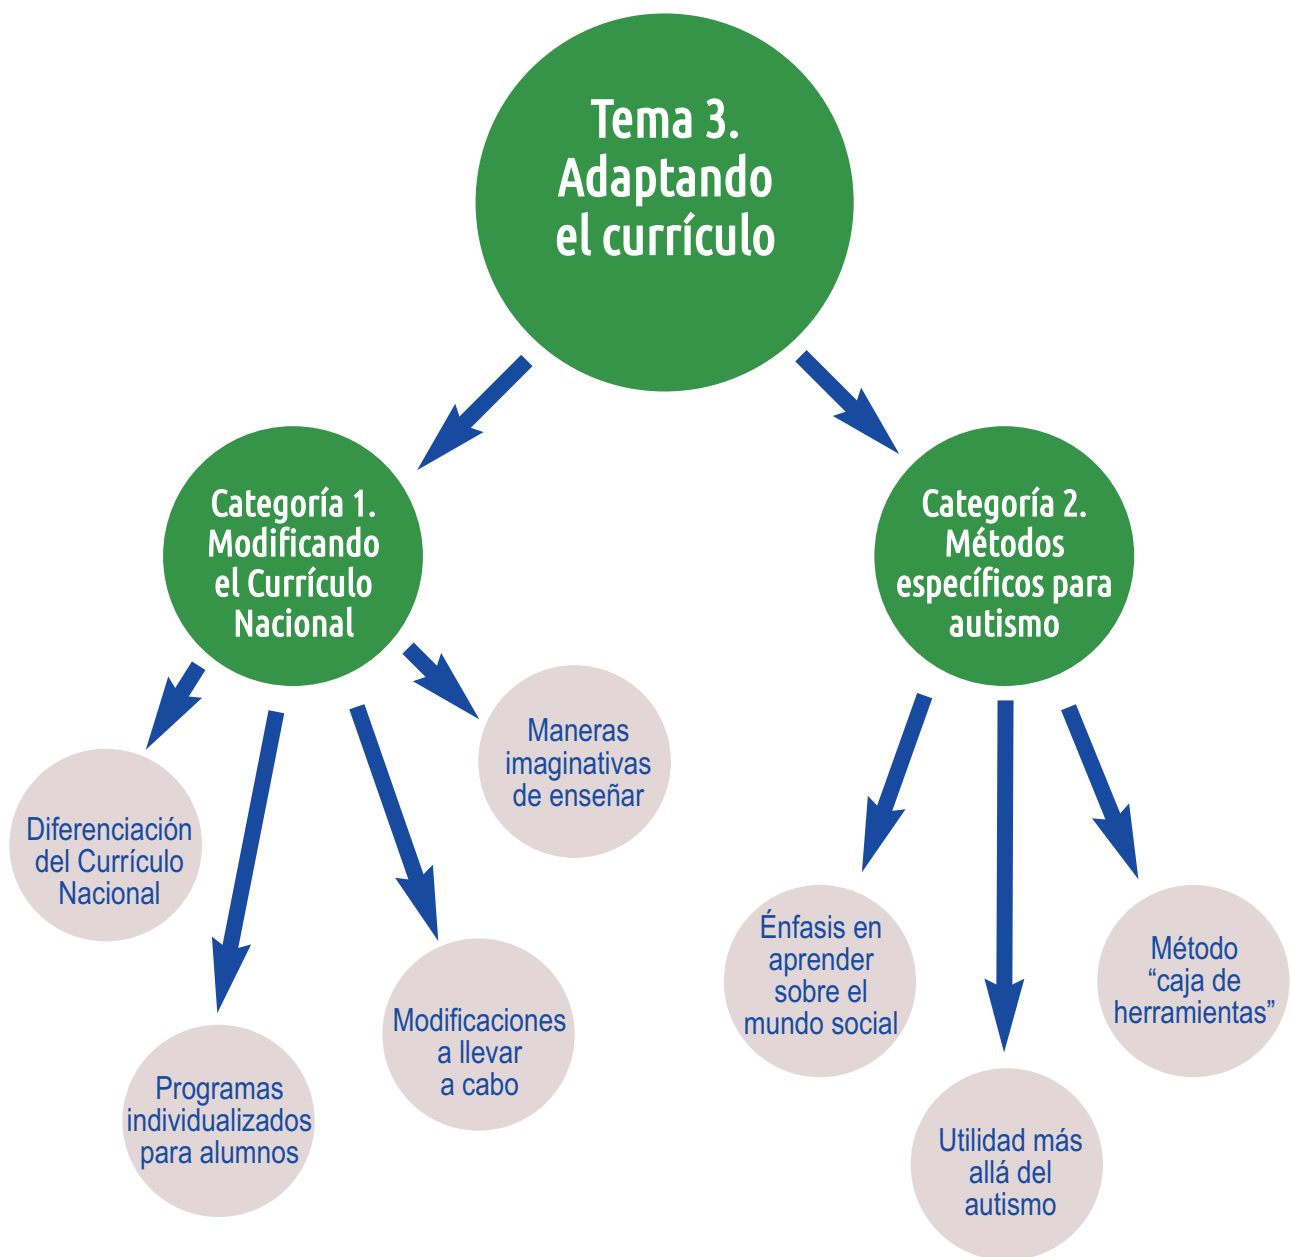 Tema 3.
Adaptando
el currículo
Categoría 1.
Modificando
el Currículo
Nacional
Categoría 2.
Métodos
específicos para
autismo
Maneras
imaginativas
de enseñar
Diferenciación
del Currículo
Nacional
Modificaciones
a llevar
a cabo
Programas
individualizados
para alumnos
Énfasis en
aprender
sobre el
mundo social
Método
“caja de
herramientas”
Utilidad más
allá del
autismo